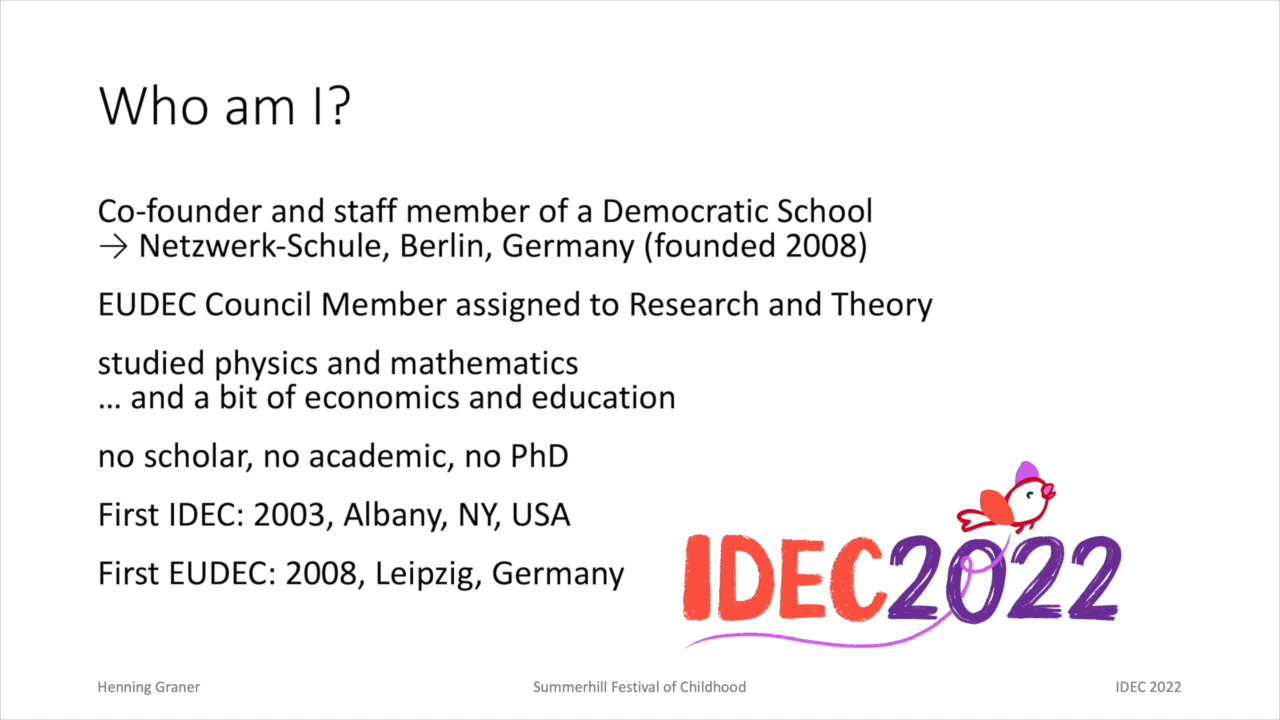 Who am I?
Co-founder and staff member of a Democratic School
→ Netzwerk-Schule, Berlin, Germany (founded 2008)
EUDEC Council Member assigned to Research and Theory
studied physics and mathematics
… and a bit of economics and education
no scholar, no academic, no PhD
First IDEC: 2003, Albany, NY, USA
First EUDEC: 2008, Leipzig, Germany
IDEC2022
Henning Graner
Summerhill Festival of Childhood
IDEC 2022